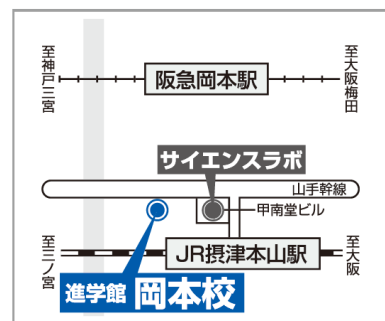 至神戸三宮
阪急岡本駅
至大阪梅田
サイエンスラボ
山手幹線
甲南堂ビル
至三ノ宮
JR摂津本山駅
至大阪
進学館 岡本校